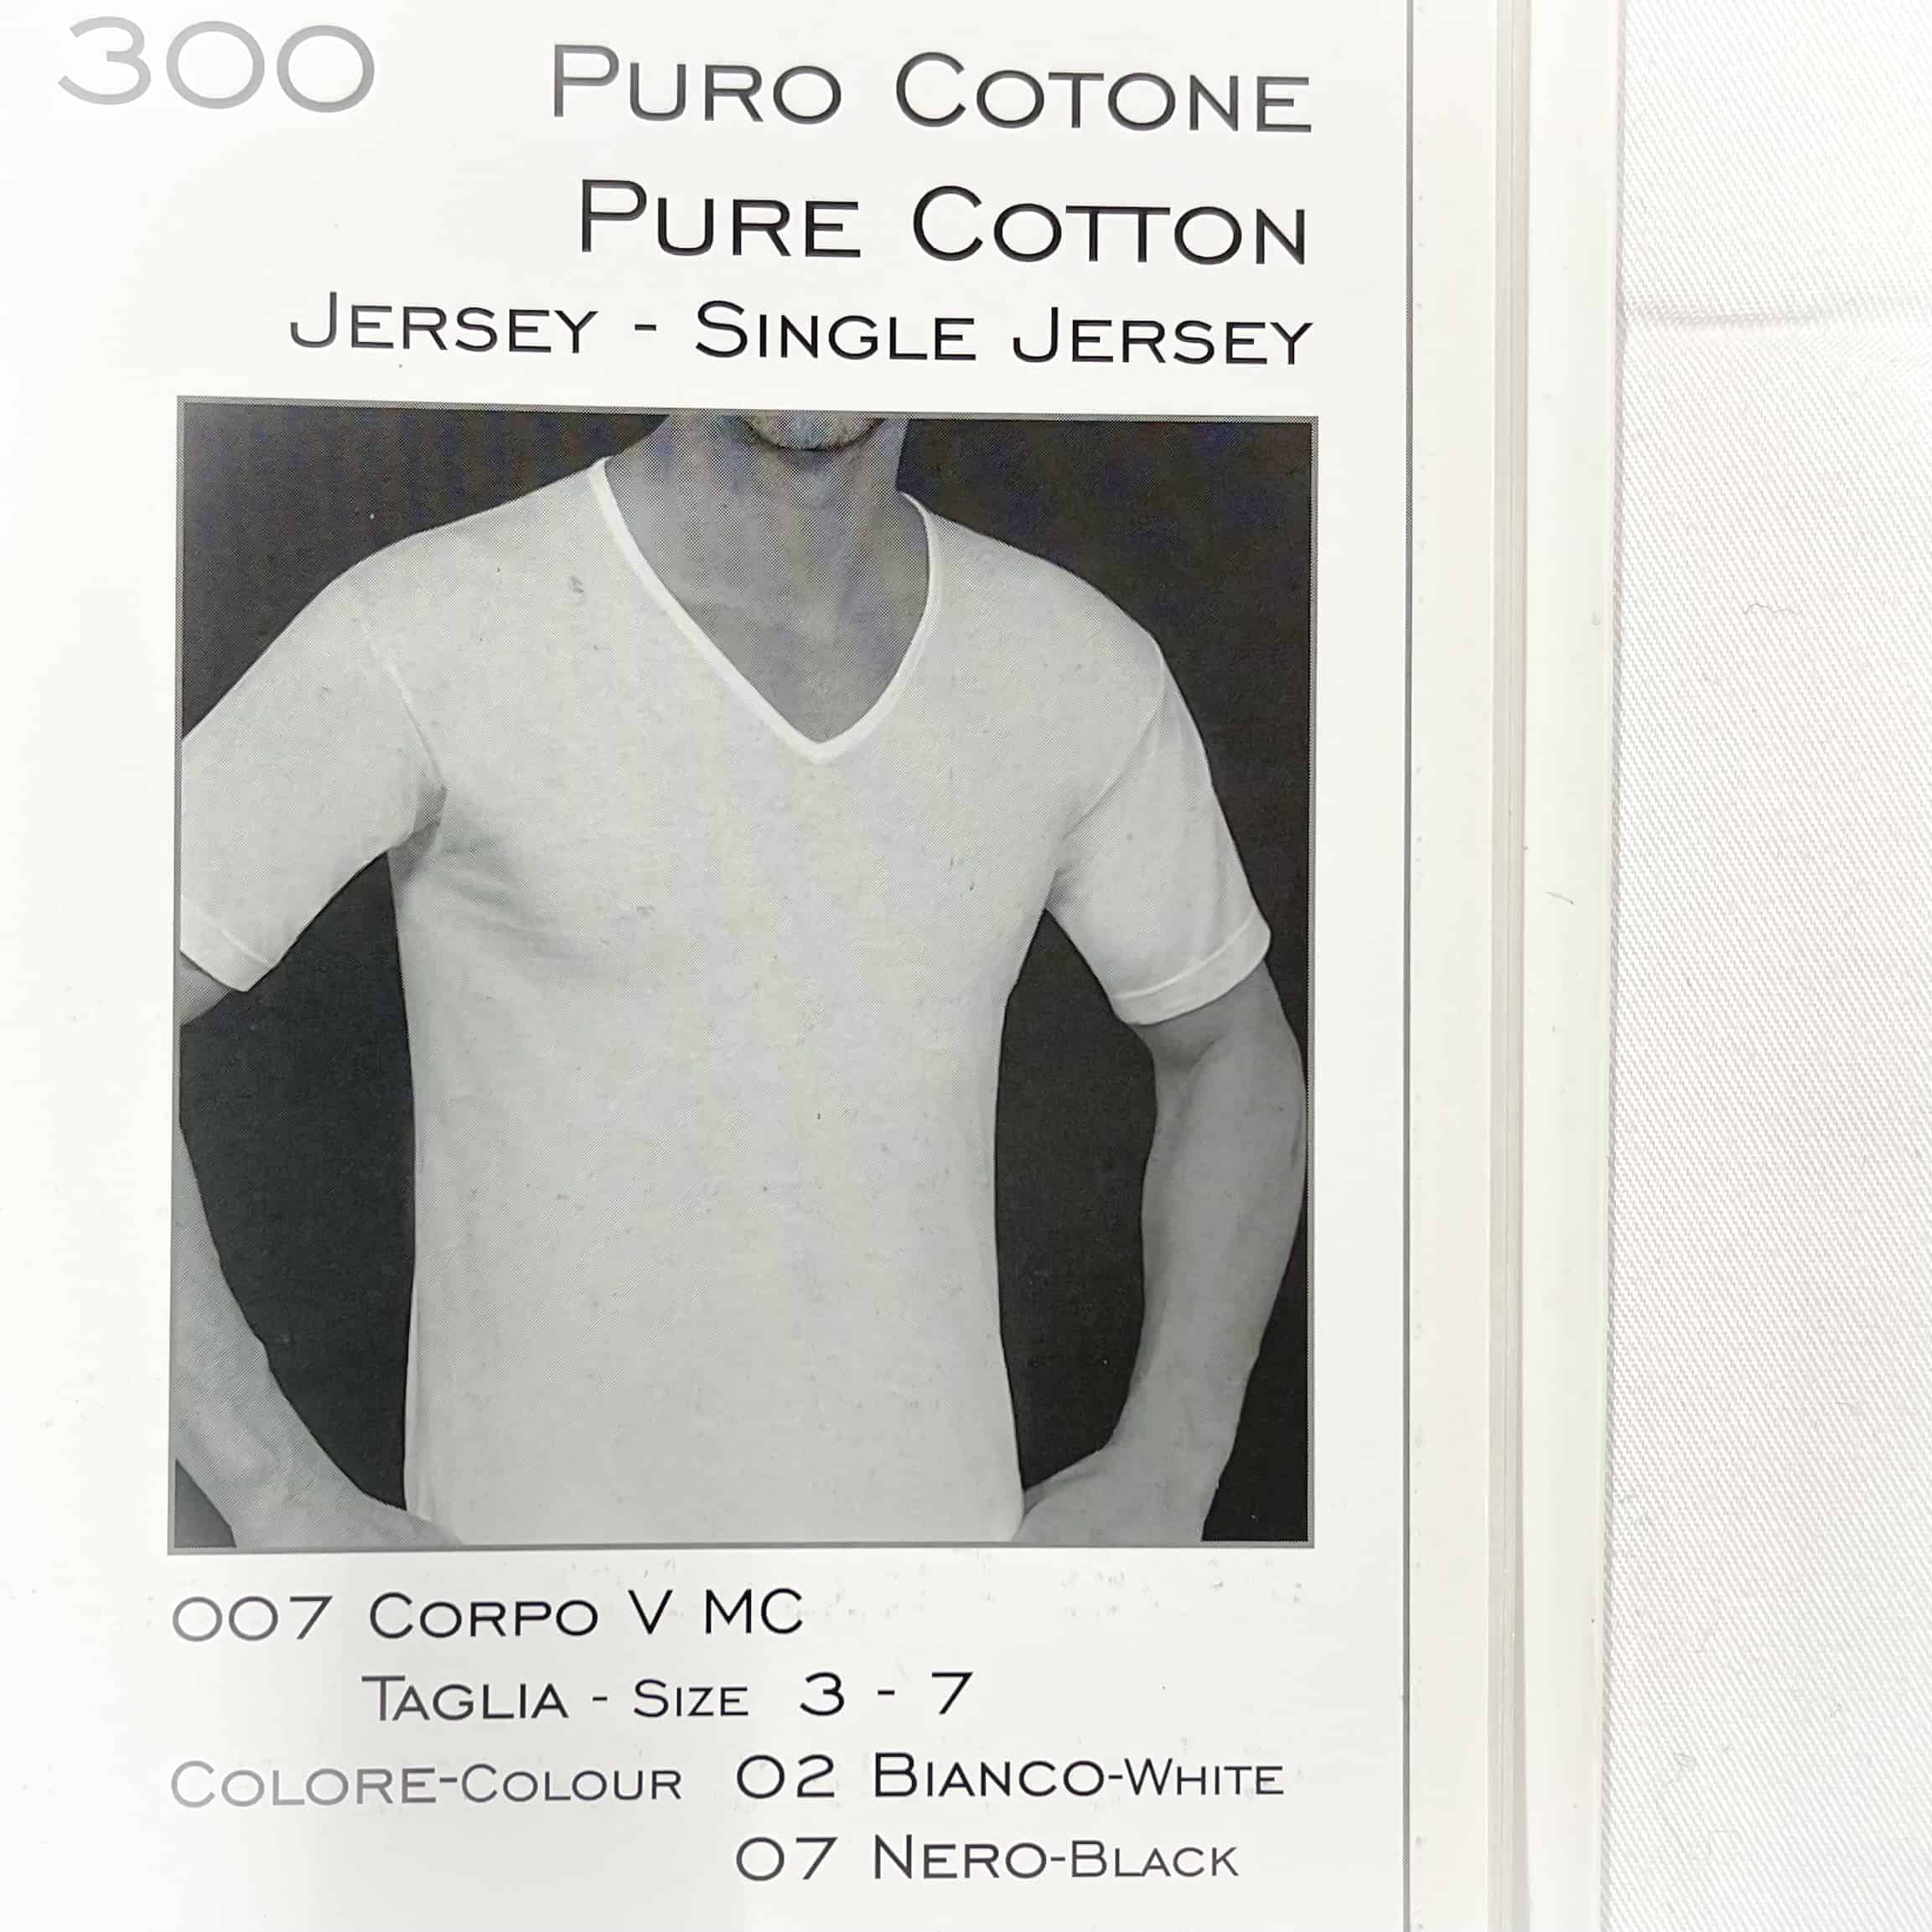 300 PURO COTONE
PURE COTTON
JERSEY - SINGLE JERSEY
007 CORPO V MC
TAGLIA - SIZE 3 - 7
COLORE-COLOUR 02 BIANCO-WHITE
07 NERO-BLACK